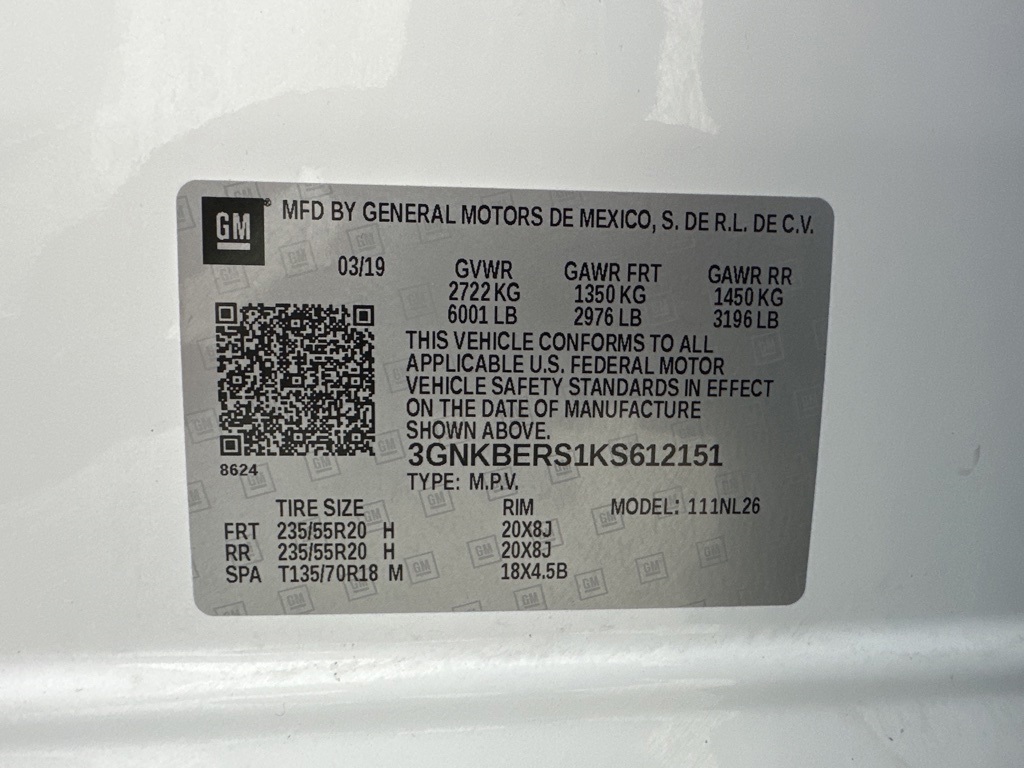 GM ® MFD BY GENERAL MOTORS DE MEXICO, S. DE R.L. DE C.V.
03/19 GVWR GAWR FRT GAWR RR
2722 KG 1350 KG 1450 KG
6001 LB 2976 LB 3196 LB
THIS VEHICLE CONFORMS TO ALL
APPLICABLE U.S. FEDERAL MOTOR
VEHICLE SAFETY STANDARDS IN EFFECT
ON THE DATE OF MANUFACTURE
SHOWN ABOVE.
3GNKBERS1KS612151
8624
TYPE: M.P.V.
TIRE SIZE RIM MODEL: 111NL26
FRT 235/55R20 H 20X8J
RR 235/55R20 H 20X8J
SPA T135/70R18 M 18X4.5B